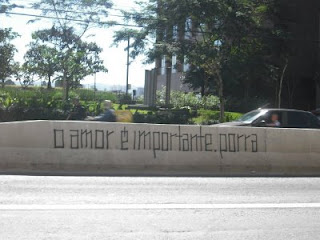 o amor é importante, porra!